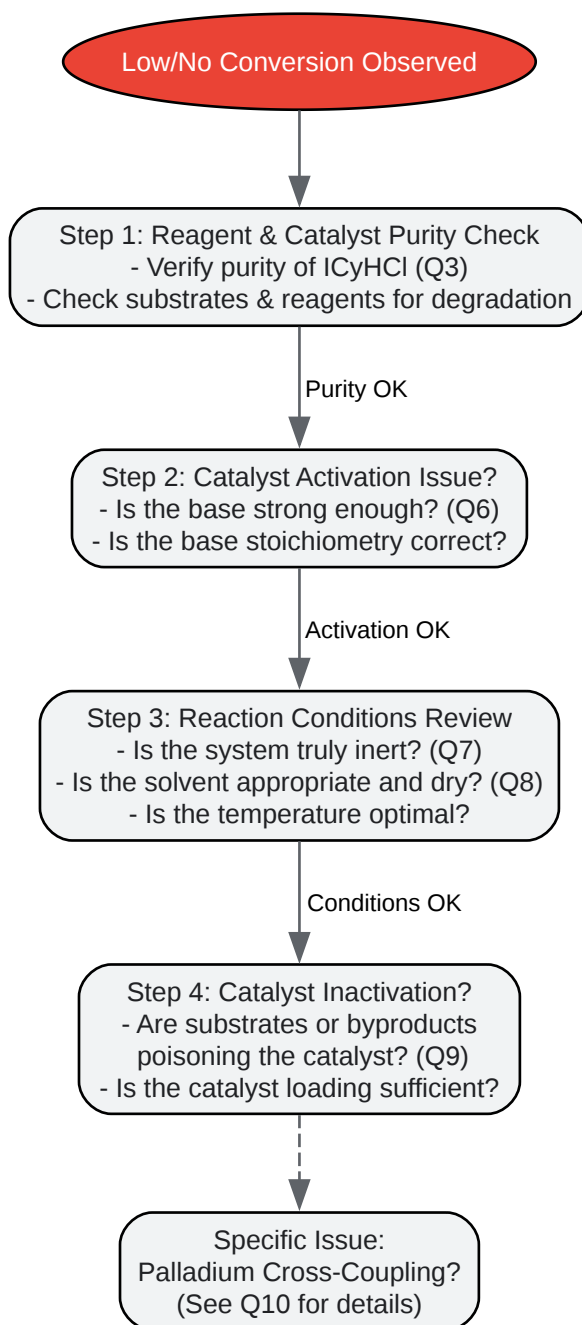 Low/No Conversion Observed
Step 1: Reagent & Catalyst Purity Check
- Verify purity of ICyHCl (Q3)
- Check substrates & reagents for degradation
Purity OK
Step 2: Catalyst Activation Issue?
- Is the base strong enough? (Q6)
- Is the base stoichiometry correct?
Activation OK
Step 3: Reaction Conditions Review
- Is the system truly inert? (Q7)
- Is the solvent appropriate and dry? (Q8)
- Is the temperature optimal?
Conditions OK
Step 4: Catalyst Inactivation?
- Are substrates or byproducts
poisoning the catalyst? (Q9)
- Is the catalyst loading sufficient?
Specific Issue:
Palladium Cross-Coupling?
(See Q10 for details)